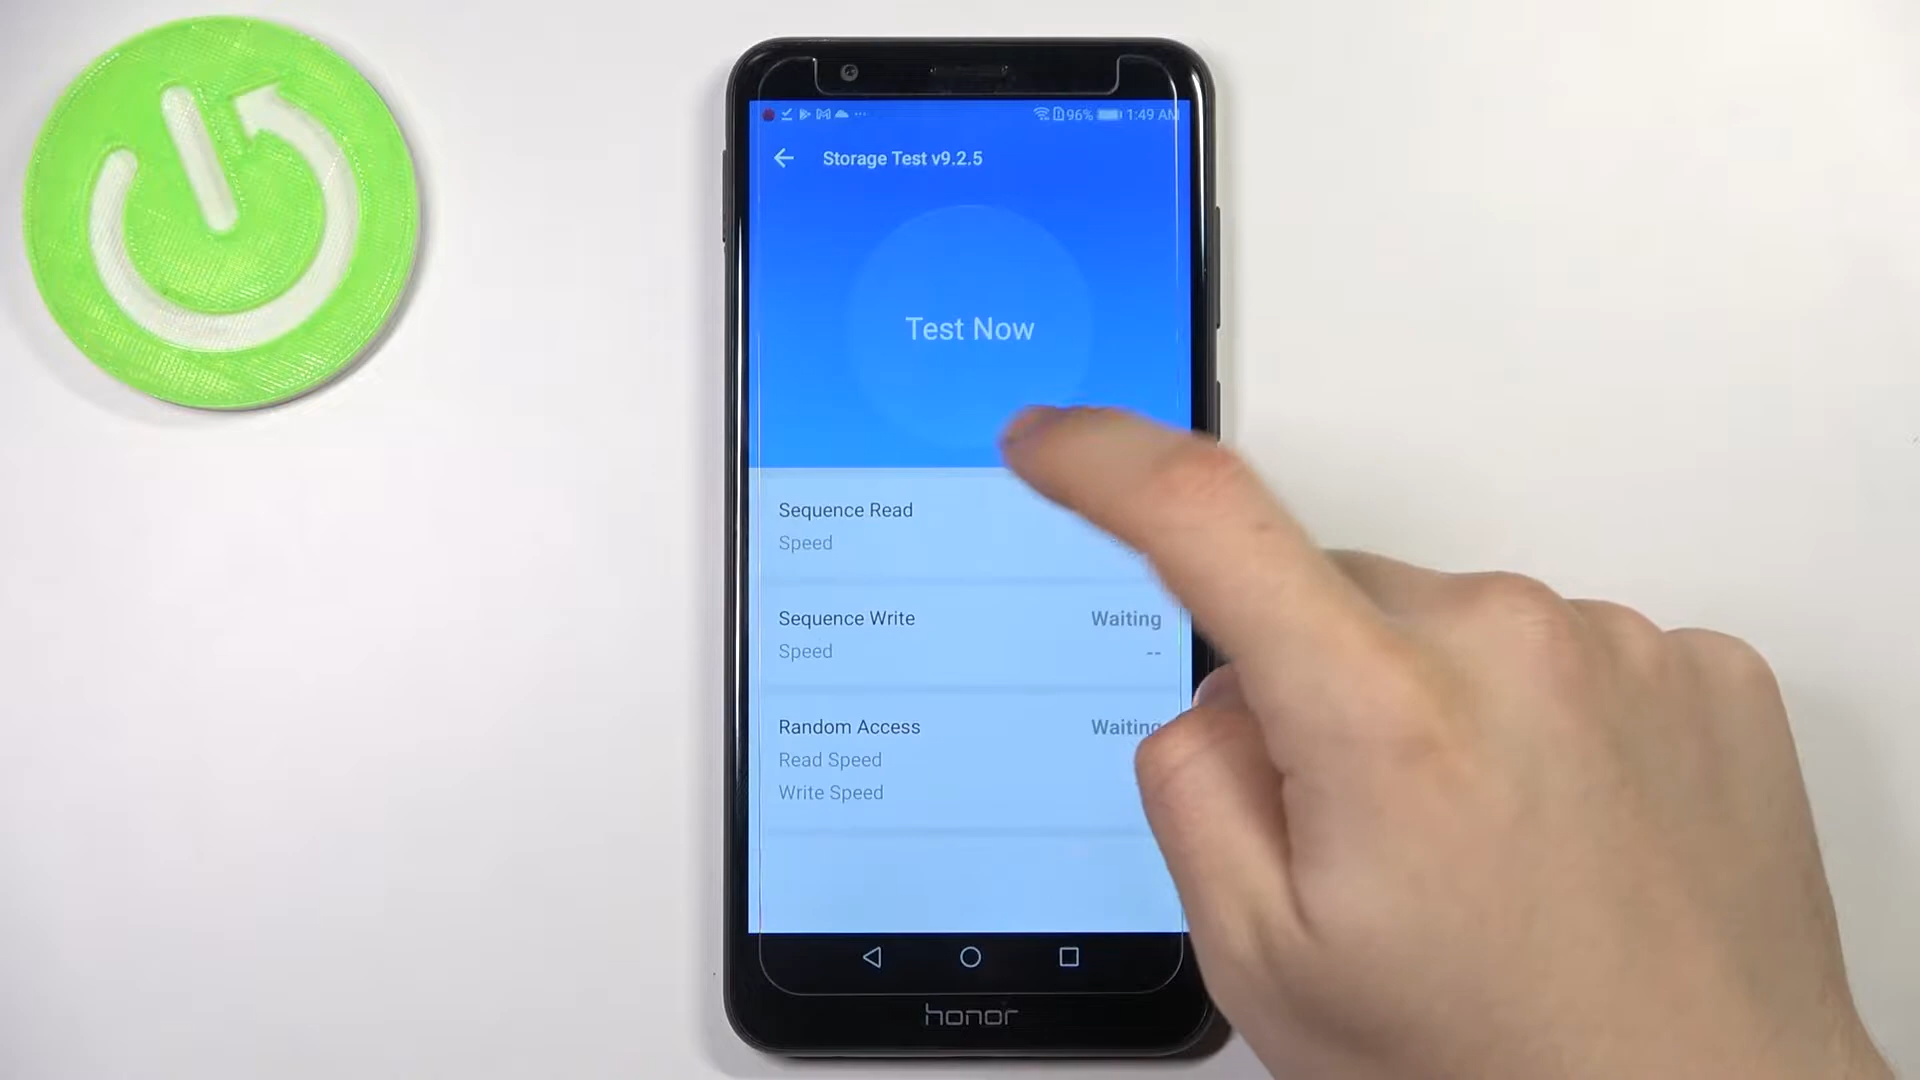 96% 1:49 AM
Storage Test v9.2.5
Test Now
Sequence Read
Speed
Sequence Write Waiting
Speed --
Random Access Waiting
Read Speed
Write Speed
honor